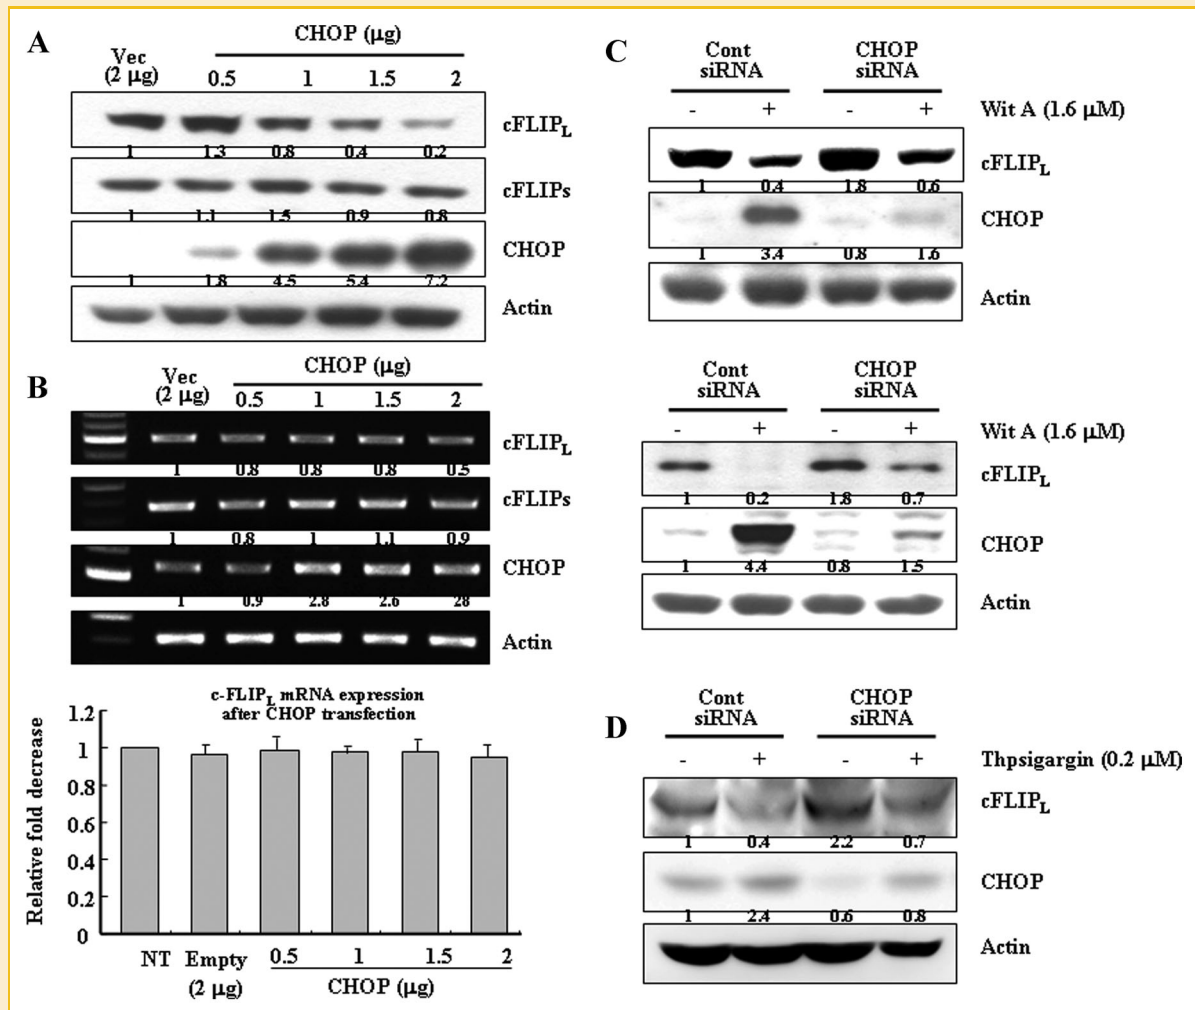 A
CHOP (μg)
Vec
(2 μg)
0.5 1 1.5 2
cFLIPL
1 1.3 0.8 0.4 0.2
cFLIPs
1 1.1 1.5 0.9 0.8
CHOP
1 1.8 4.5 5.4 7.2
Actin
B
CHOP (μg)
Vec
(2 μg)
0.5 1 1.5 2
cFLIPL
1 0.8 0.8 0.8 0.5
cFLIPs
1 0.8 1 1.1 0.9
CHOP
1 0.9 2.8 2.6 28
Actin
c-FLIPL mRNA expression
after CHOP transfection
Relative fold decrease
1.2
1
0.8
0.6
0.4
0.2
0
NT Empty 0.5 1 1.5 2
(2 μg) CHOP (μg)
C
Cont CHOP
siRNA siRNA
- + - + Wit A (1.6 μM)
cFLIPL
1 0.4 1.8 0.6
CHOP
1 3.4 0.8 1.6
Actin
Cont CHOP
siRNA siRNA
- + - + Wit A (1.6 μM)
cFLIPL
1 0.2 1.8 0.7
CHOP
1 4.4 0.8 1.5
Actin
D
Cont CHOP
siRNA siRNA
- + - + Thpsigargin (0.2 μM)
cFLIPL
1 0.4 2.2 0.7
CHOP
1 2.4 0.6 0.8
Actin